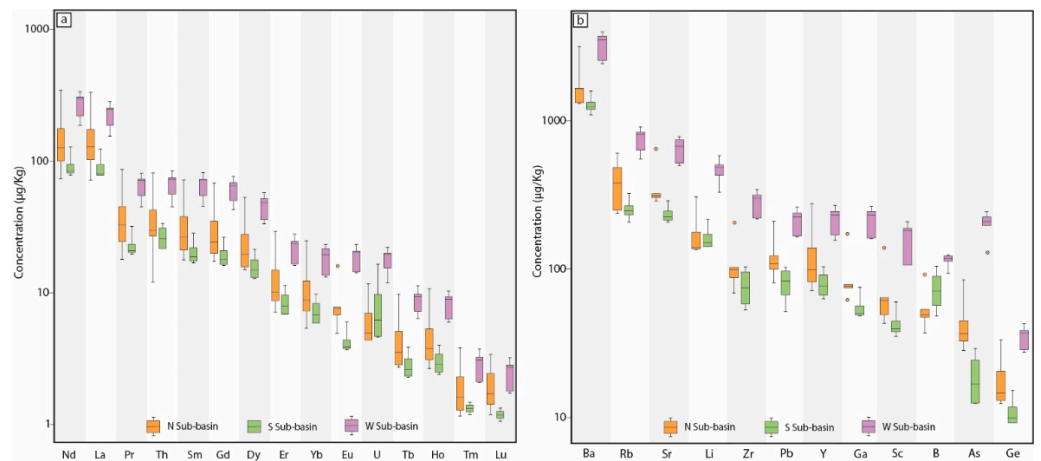 a
1000
100
10
1
Concentration (µg/Kg)
N Sub-basin S Sub-basin W Sub-basin
Nd La Pr Th Sm Gd Dy Er Yb Eu U Tb Ho Tm Lu
b
1000
100
10
Concentration (µg/Kg)
N Sub-basin S Sub-basin W Sub-basin
Ba Rb Sr Li Zr Pb Y Ga Sc B As Ge